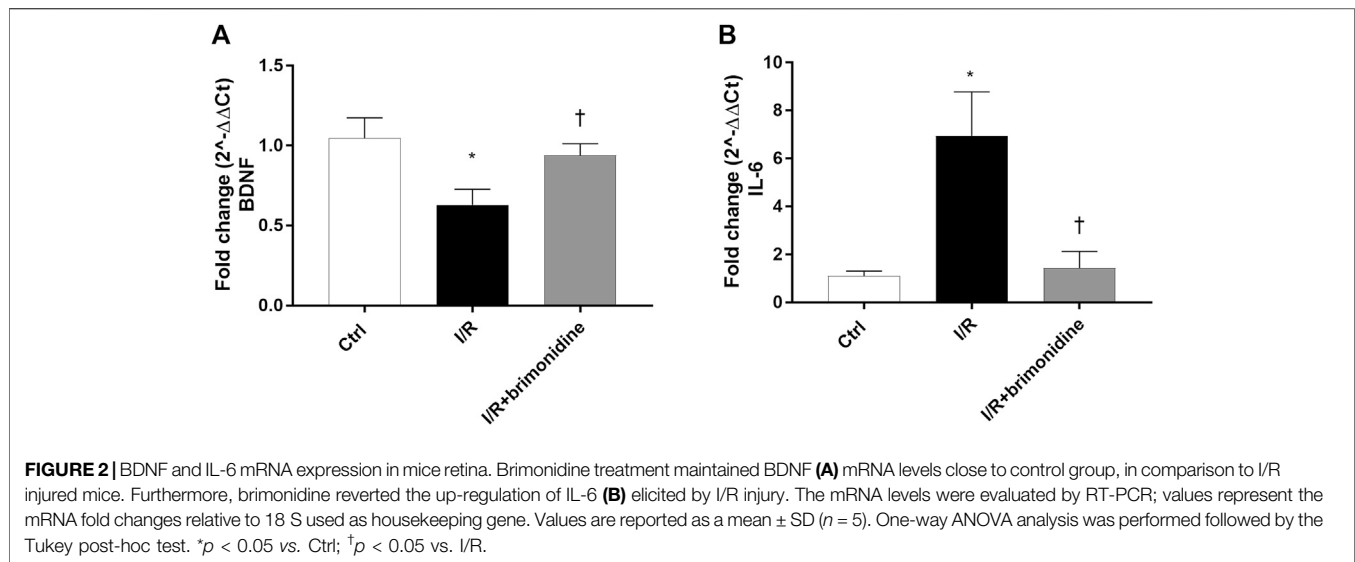 A
Fold change (2^-ΔΔCt)
BDNF
1.5
1.0
0.5
0.0
*
†
Ctrl
I/R
I/R+brimonidine
B
Fold change (2^-ΔΔCt)
IL-6
10
8
6
4
2
0
*
†
Ctrl
I/R
I/R+brimonidine
FIGURE 2 | BDNF and IL-6 mRNA expression in mice retina. Brimonidine treatment maintained BDNF (A) mRNA levels close to control group, in comparison to I/R
injured mice. Furthermore, brimonidine reverted the up-regulation of IL-6 (B) elicited by I/R injury. The mRNA levels were evaluated by RT-PCR; values represent the
mRNA fold changes relative to 18 S used as housekeeping gene. Values are reported as a mean ± SD (n = 5). One-way ANOVA analysis was performed followed by the
Tukey post-hoc test. *p < 0.05 vs. Ctrl; †p < 0.05 vs. I/R.